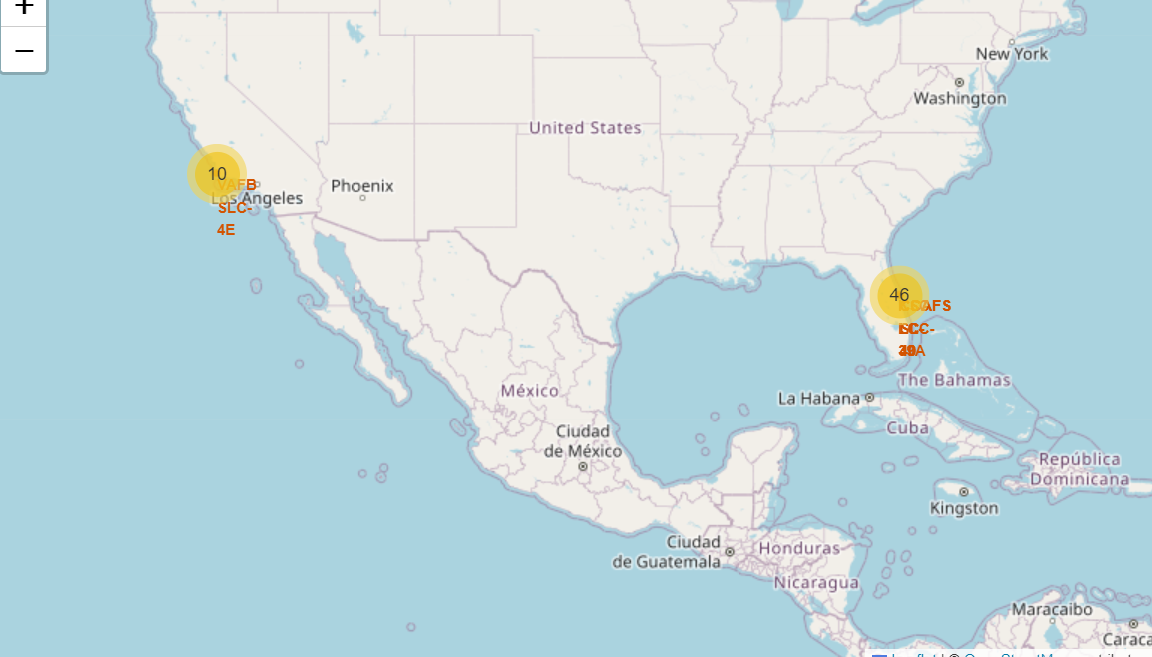 +
−
New York
Washington
United States
10
VAFB
SLC-
4E
Los Angeles
Phoenix
46
The Bahamas
La Habana
Cuba
México
Ciudad
de México
República
Dominicana
Kingston
Ciudad
de Guatemala
Honduras
Nicaragua
Maracaibo